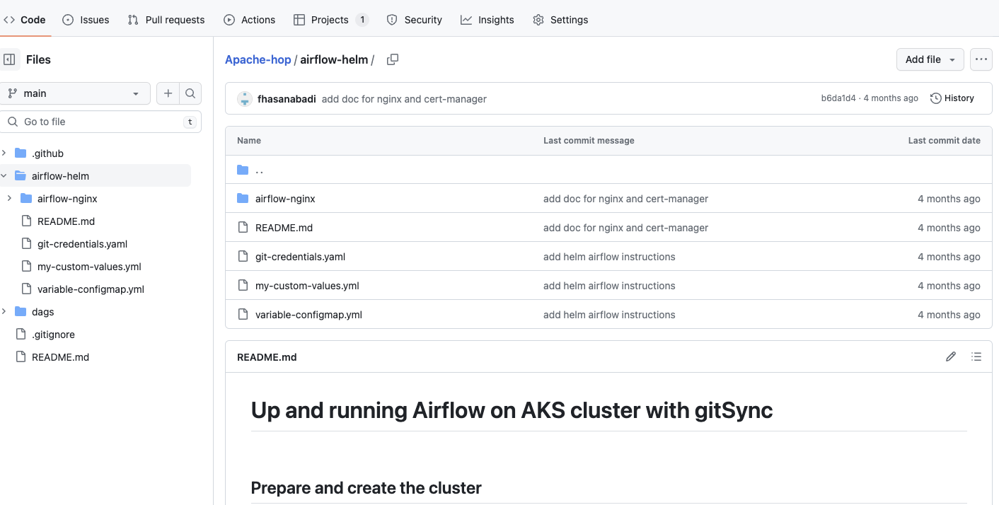 Code Issues Pull requests Actions Projects 1 Security Insights Settings
Files
main
Go to file t
.github
airflow-helm
airflow-nginx
README.md
git-credentials.yaml
my-custom-values.yml
variable-configmap.yml
dags
.gitignore
README.md
Apache-hop / airflow-helm / Add file ...
fhasanabadi add doc for nginx and cert-manager b6da1d4 · 4 months ago History
Name Last commit message Last commit date
..
airflow-nginx add doc for nginx and cert-manager 4 months ago
README.md add doc for nginx and cert-manager 4 months ago
git-credentials.yaml add helm airflow instructions 4 months ago
my-custom-values.yml add helm airflow instructions 4 months ago
variable-configmap.yml add helm airflow instructions 4 months ago
README.md
Up and running Airflow on AKS cluster with gitSync
Prepare and create the cluster